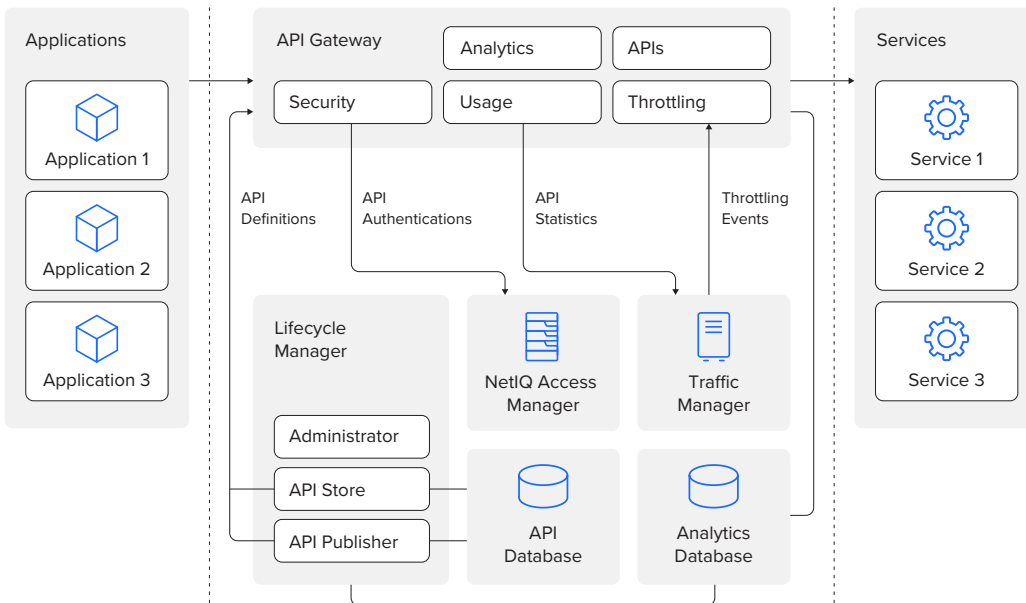 Applications
Application 1
Application 2
Application 3
API Gateway
Analytics
APIs
Security
Usage
Throttling
API
Definitions
API
Authentications
API
Statistics
Throttling
Events
Lifecycle
Manager
Administrator
API Store
API Publisher
NetIQ Access
Manager
Traffic
Manager
API
Database
Analytics
Database
Services
Service 1
Service 2
Service 3